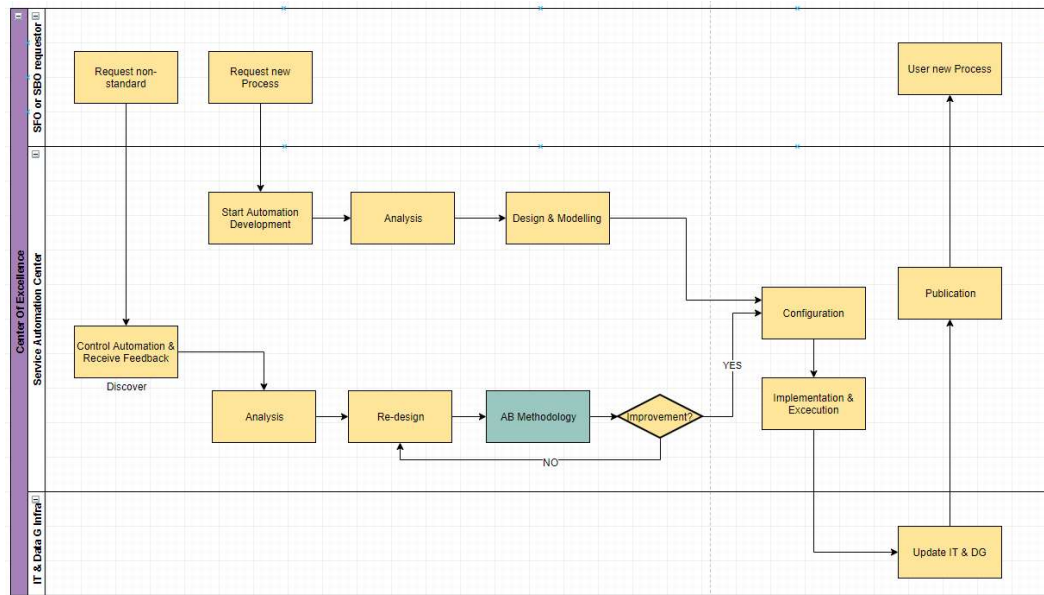 Center Of Excellence
SFO or SBO requestor
Request non-
standard
Request new
Process
User new Process
Service Automation Center
Start Automation
Development
Analysis
Design & Modelling
Publication
Configuration
Control Automation &
Receive Feedback
Discover
YES
Analysis
Re-design
AB Methodology
Improvement?
Implementation &
Excecution
NO
IT & Data G Infra
Update IT & DG